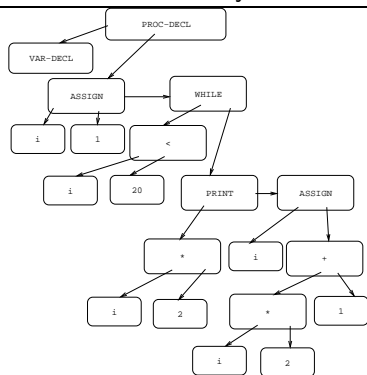 PROC-DECL
VAR-DECL
ASSIGN
WHILE
i
1
<
i
20
PRINT
ASSIGN
*
i
+
i
2
*
1
i
2